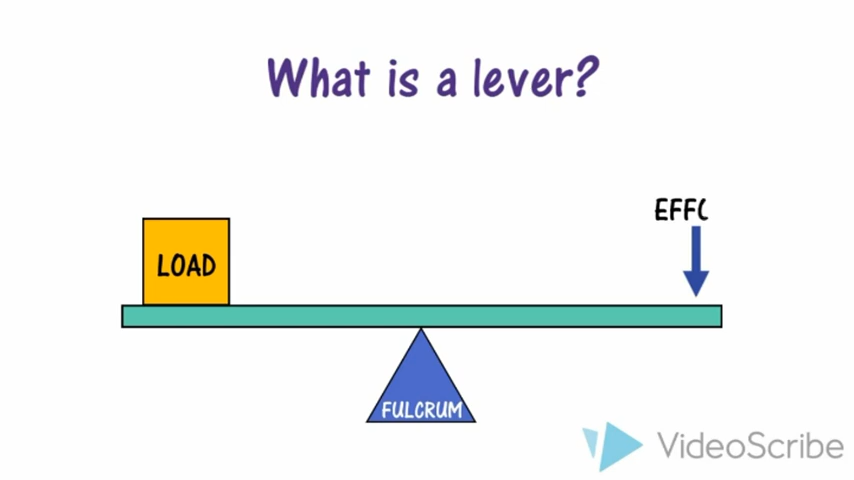 What is a lever?
EFFC
LOAD
FULCRUM
VideoScribe